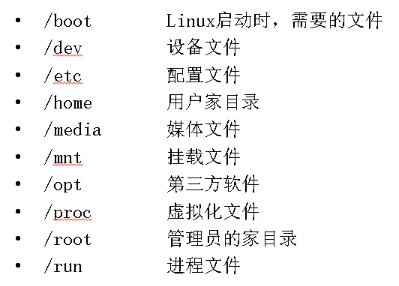 • /boot Linux启动时，需要的文件
• /dev 设备文件
• /etc 配置文件
• /home 用户家目录
• /media 媒体文件
• /mnt 挂载文件
• /opt 第三方软件
• /proc 虚拟化文件
• /root 管理员的家目录
• /run 进程文件